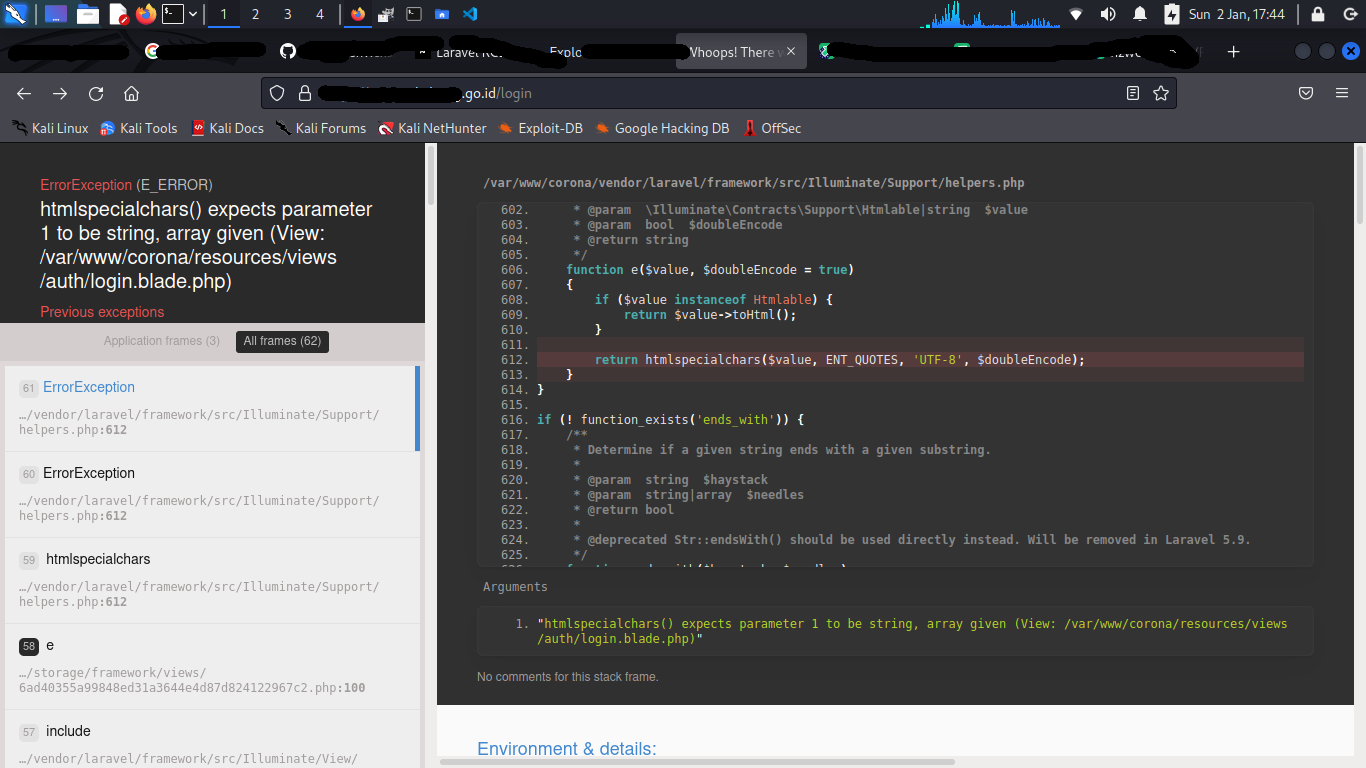 1 2 3 4
Sun 2 Jan, 17:44
Laravel
Explo
Whoops! There
.go.id/login
Kali Linux Kali Tools Kali Docs Kali Forums Kali NetHunter Exploit-DB Google Hacking DB OffSec
ErrorException (E_ERROR)
htmlspecialchars() expects parameter
1 to be string, array given (View:
/var/www/corona/resources/views
/auth/login.blade.php)
Previous exceptions
Application frames (3) All frames (62)
61 ErrorException
…/vendor/laravel/framework/src/Illuminate/Support/
helpers.php:612
60 ErrorException
…/vendor/laravel/framework/src/Illuminate/Support/
helpers.php:612
59 htmlspecialchars
…/vendor/laravel/framework/src/Illuminate/Support/
helpers.php:612
58 e
…/storage/framework/views/
6ad40355a99848ed31a3644e4d87d824122967c2.php:100
57 include
…/vendor/laravel/framework/src/Illuminate/View/
/var/www/corona/vendor/laravel/framework/src/Illuminate/Support/helpers.php
602. * @param \Illuminate\Contracts\Support\Htmlable|string $value
603. * @param bool $doubleEncode
604. * @return string
605. */
606. function e($value, $doubleEncode = true)
607. {
608. if ($value instanceof Htmlable) {
609. return $value->toHtml();
610. }
611.
612. return htmlspecialchars($value, ENT_QUOTES, 'UTF-8', $doubleEncode);
613. }
614. }
615.
616. if (! function_exists('ends_with')) {
617. /**
618. * Determine if a given string ends with a given substring.
619. *
620. * @param string $haystack
621. * @param string|array $needles
622. * @return bool
623. *
624. * @deprecated Str::endsWith() should be used directly instead. Will be removed in Laravel 5.9.
625. */
Arguments
1. "htmlspecialchars() expects parameter 1 to be string, array given (View: /var/www/corona/resources/views
/auth/login.blade.php)"
No comments for this stack frame.
Environment & details: